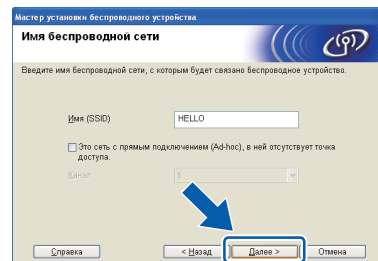 Мастер установки беспроводного устройства
Имя беспроводной сети
Введите имя беспроводной сети, с которым будет связано беспроводное устройство.
Имя (SSID)
HELLO
Это сеть с прямым подключением (Ad-hoc), в ней отсутствует точка
доступа.
Канал
1
Справка
< Назад
Далее >
Отмена